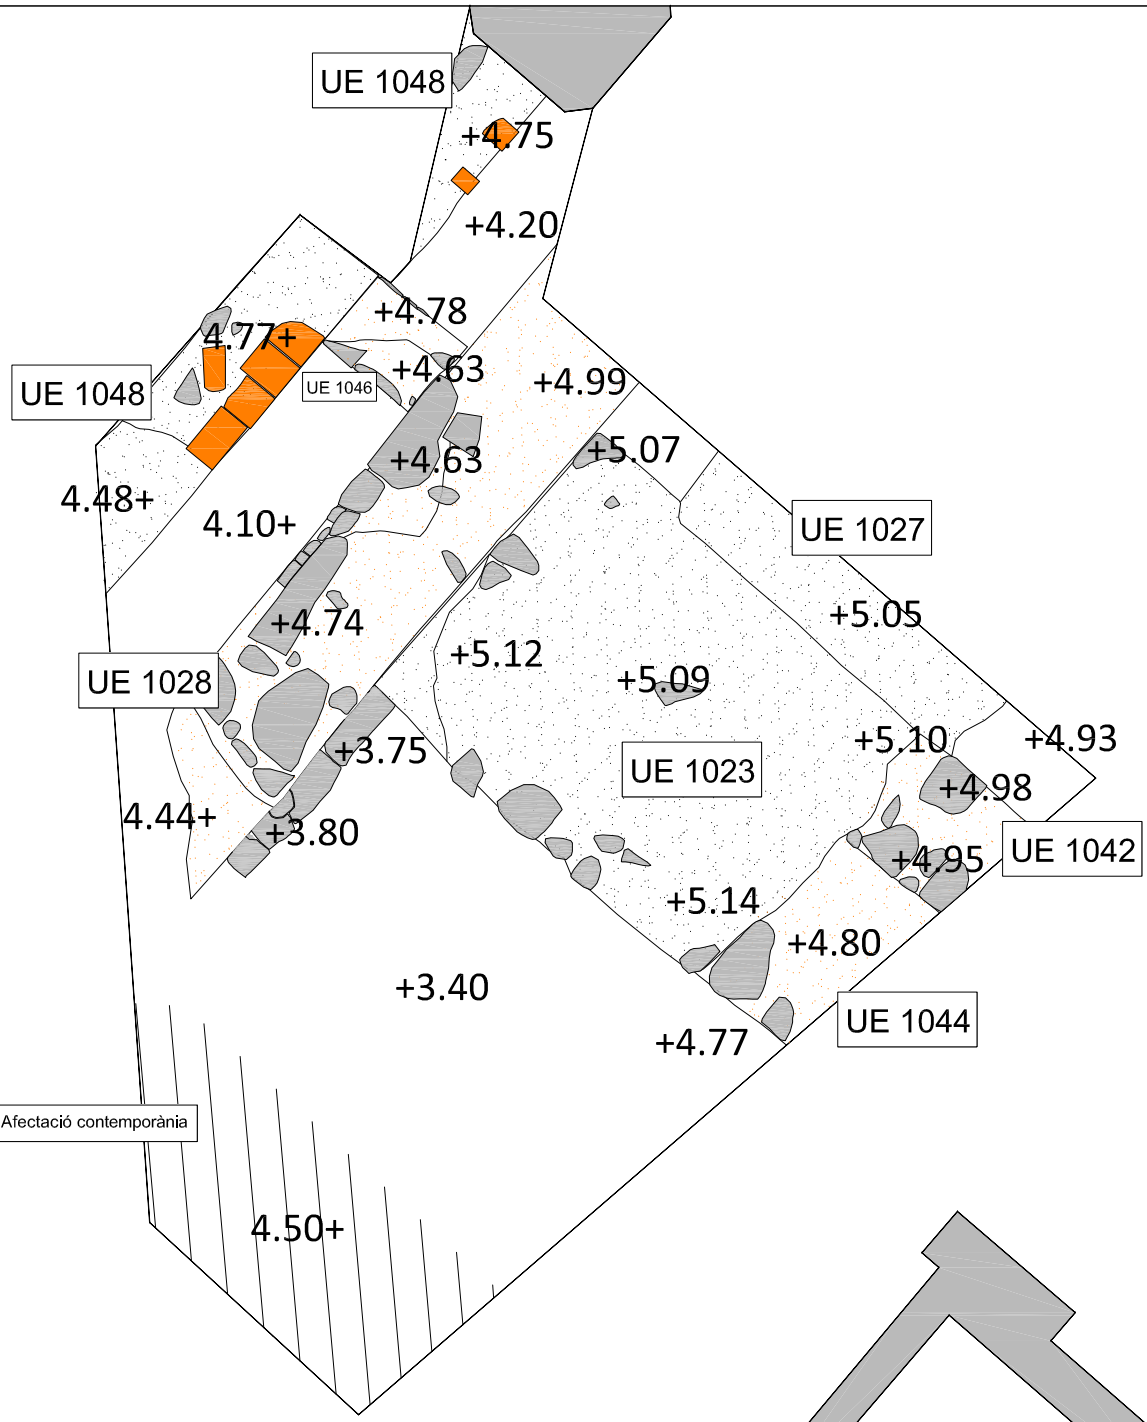 UE 1048
+4.75
+4.20
+4.78
4.77+
+4.63
+4.99
UE 1048
UE 1046
+5.07
+4.63
4.48+
4.10+
UE 1027
+5.05
+4.74
+5.12
UE 1028
+5.09
+5.10
+4.93
+3.75
UE 1023
+4.98
4.44+
+3.80
UE 1042
+4.95
+5.14
+4.80
+3.40
UE 1044
+4.77
Afectació contemporània
4.50+